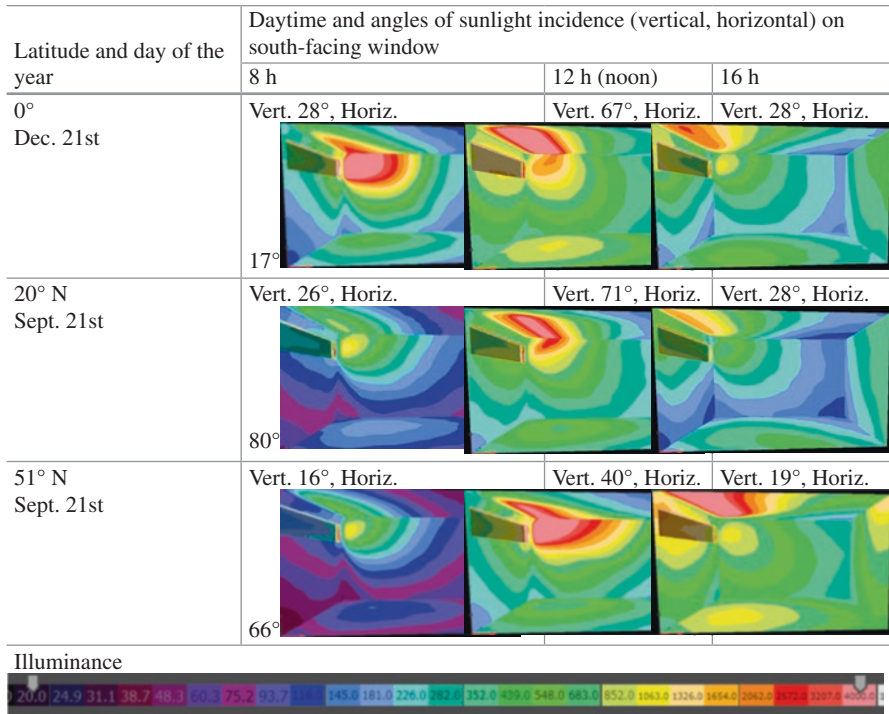 Latitude and day of the
year
Daytime and angles of sunlight incidence (vertical, horizontal) on
south-facing window
8 h
12 h (noon)
16 h
0°
Dec. 21st
Vert. 28°, Horiz.
17°
Vert. 67°, Horiz.
Vert. 28°, Horiz.
20° N
Sept. 21st
Vert. 26°, Horiz.
80°
Vert. 71°, Horiz.
Vert. 28°, Horiz.
51° N
Sept. 21st
Vert. 16°, Horiz.
66°
Vert. 40°, Horiz.
Vert. 19°, Horiz.
Illuminance
20.0 24.9 31.1 38.7 48.3 60.3 75.2 93.7 145.0 181.0 226.0 282.0 352.0 439.0 548.0 683.0 852.0 1063.0 1326.0 1654.0 2062.0 2572.0 3207.0 4000.0